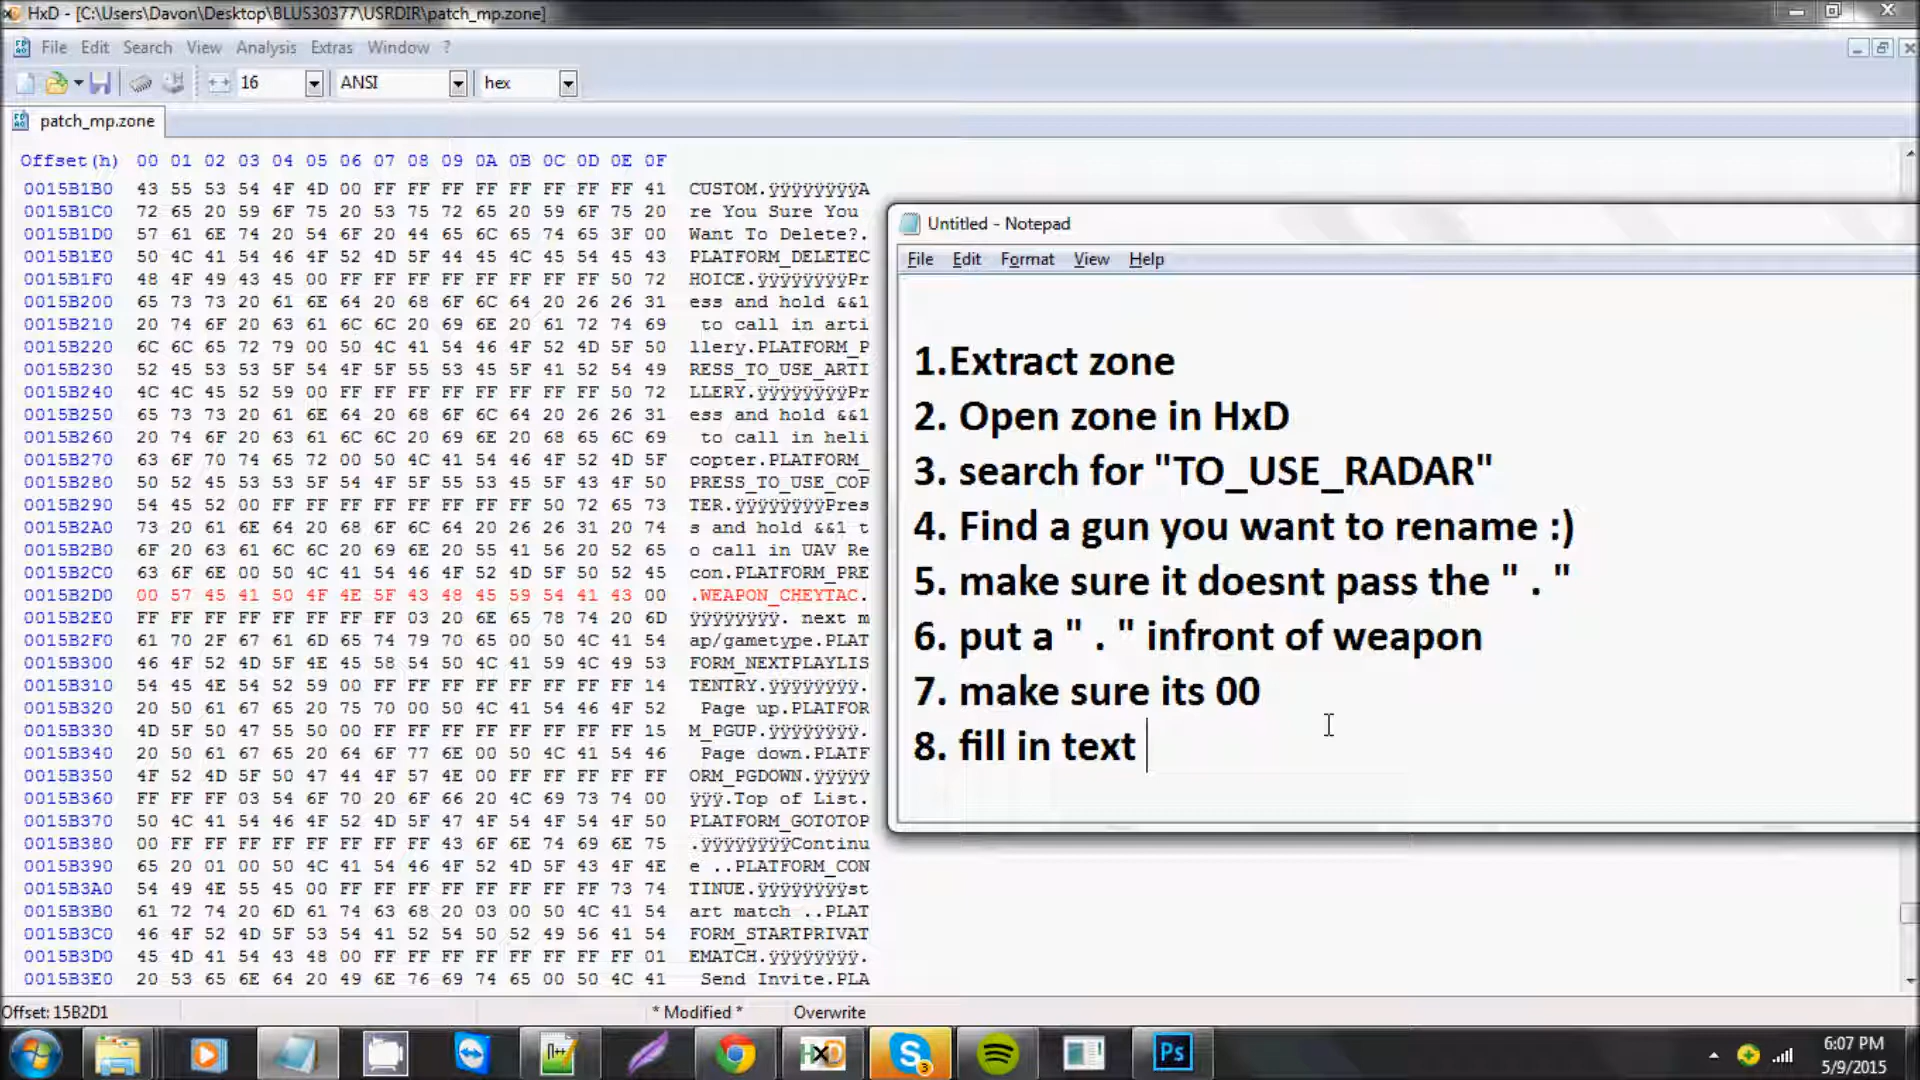 HxD - [C:\Users\Davon\Desktop\BLUS30377\USRDIR\patch_mp.zone]
File Edit Search View Analysis Extras Window ?
16 ANSI hex
patch_mp.zone
Offset(h) 00 01 02 03 04 05 06 07 08 09 0A 0B 0C 0D 0E 0F
0015B1B0 43 55 53 54 4F 4D 00 FF FF FF FF FF FF FF FF 41 CUSTOM.ÿÿÿÿÿÿÿÿA
0015B1C0 72 65 20 59 6F 75 20 53 75 72 65 20 59 6F 75 20 re You Sure You
0015B1D0 57 61 6E 74 20 54 6F 20 44 65 6C 65 74 65 3F 00 Want To Delete?.
0015B1E0 50 4C 41 54 46 4F 52 4D 5F 44 45 4C 45 54 45 43 PLATFORM_DELETEC
0015B1F0 48 4F 49 43 45 00 FF FF FF FF FF FF FF FF 50 72 HOICE.ÿÿÿÿÿÿÿÿPr
0015B200 65 73 73 20 61 6E 64 20 68 6F 6C 64 20 26 26 31 ess and hold &&1
0015B210 20 74 6F 20 63 61 6C 6C 20 69 6E 20 61 72 74 69 to call in arti
0015B220 6C 6C 65 72 79 00 50 4C 41 54 46 4F 52 4D 5F 50 llery.PLATFORM_P
0015B230 52 45 53 53 5F 54 4F 5F 55 53 45 5F 41 52 54 49 RESS_TO_USE_ARTI
0015B240 4C 4C 45 52 59 00 FF FF FF FF FF FF FF FF 50 72 LLERY.ÿÿÿÿÿÿÿÿPr
0015B250 65 73 73 20 61 6E 64 20 68 6F 6C 64 20 26 26 31 ess and hold &&1
0015B260 20 74 6F 20 63 61 6C 6C 20 69 6E 20 68 65 6C 69 to call in heli
0015B270 63 6F 70 74 65 72 00 50 4C 41 54 46 4F 52 4D 5F copter.PLATFORM_
0015B280 50 52 45 53 53 5F 54 4F 5F 55 53 45 5F 43 4F 50 PRESS_TO_USE_COP
0015B290 54 45 52 00 FF FF FF FF FF FF FF FF 50 72 65 73 TER.ÿÿÿÿÿÿÿÿPres
0015B2A0 73 20 61 6E 64 20 68 6F 6C 64 20 26 26 31 20 74 s and hold &&1 t
0015B2B0 6F 20 63 61 6C 6C 20 69 6E 20 55 41 56 20 52 65 o call in UAV Re
0015B2C0 63 6F 6E 00 50 4C 41 54 46 4F 52 4D 5F 50 52 45 con.PLATFORM_PRE
0015B2D0 00 57 45 41 50 4F 4E 5F 43 48 45 59 54 41 43 00 .WEAPON_CHEYTAC.
0015B2E0 FF FF FF FF FF FF FF FF 03 20 6E 65 78 74 20 6D ÿÿÿÿÿÿÿÿ. next m
0015B2F0 61 70 2F 67 61 6D 65 74 79 70 65 00 50 4C 41 54 ap/gametype.PLAT
0015B300 46 4F 52 4D 5F 4E 45 58 54 50 4C 41 59 4C 49 53 FORM_NEXTPLAYLIS
0015B310 54 45 4E 54 52 59 00 FF FF FF FF FF FF FF FF 14 TENTRY.ÿÿÿÿÿÿÿÿ.
0015B320 20 50 61 67 65 20 75 70 00 50 4C 41 54 46 4F 52 Page up.PLATFOR
0015B330 4D 5F 50 47 55 50 00 FF FF FF FF FF FF FF FF 14 M_PGUP.ÿÿÿÿÿÿÿÿ.
0015B340 20 50 61 67 65 20 64 6F 77 6E 00 50 4C 41 54 46 Page down.PLATF
0015B350 4F 52 4D 5F 50 47 44 4F 57 4E 00 FF FF FF FF FF ORM_PGDOWN.ÿÿÿÿÿ
0015B360 FF FF FF 03 54 6F 70 20 6F 66 20 4C 69 73 74 00 ÿÿÿ.Top of List.
0015B370 50 4C 41 54 46 4F 52 4D 5F 47 4F 54 4F 54 4F 50 PLATFORM_GOTOTOP
0015B380 00 FF FF FF FF FF FF FF FF 43 6F 6E 74 69 6E 75 .ÿÿÿÿÿÿÿÿContinu
0015B390 65 20 01 00 50 4C 41 54 46 4F 52 4D 5F 43 4F 4E e ..PLATFORM_CON
0015B3A0 54 49 4E 55 45 00 FF FF FF FF FF FF FF FF 73 74 TINUE.ÿÿÿÿÿÿÿÿst
0015B3B0 61 72 74 20 6D 61 74 63 68 20 03 00 50 4C 41 54 art match ..PLAT
0015B3C0 46 4F 52 4D 5F 53 54 41 52 54 50 52 49 56 41 54 FORM_STARTPRIVAT
0015B3D0 45 4D 41 54 43 48 00 FF FF FF FF FF FF FF FF 01 EMATCH.ÿÿÿÿÿÿÿÿ.
0015B3E0 20 53 65 6E 64 20 49 6E 76 69 74 65 00 50 4C 41 Send Invite.PLA
Offset: 15B2D1 * Modified * Overwrite
Untitled - Notepad
File Edit Format View Help
1.Extract zone
2. Open zone in HxD
3. search for "TO_USE_RADAR"
4. Find a gun you want to rename :)
5. make sure it doesnt pass the " . "
6. put a " . " infront of weapon
7. make sure its 00
8. fill in text
HXD
S 3
Ps
6:07 PM
5/9/2015